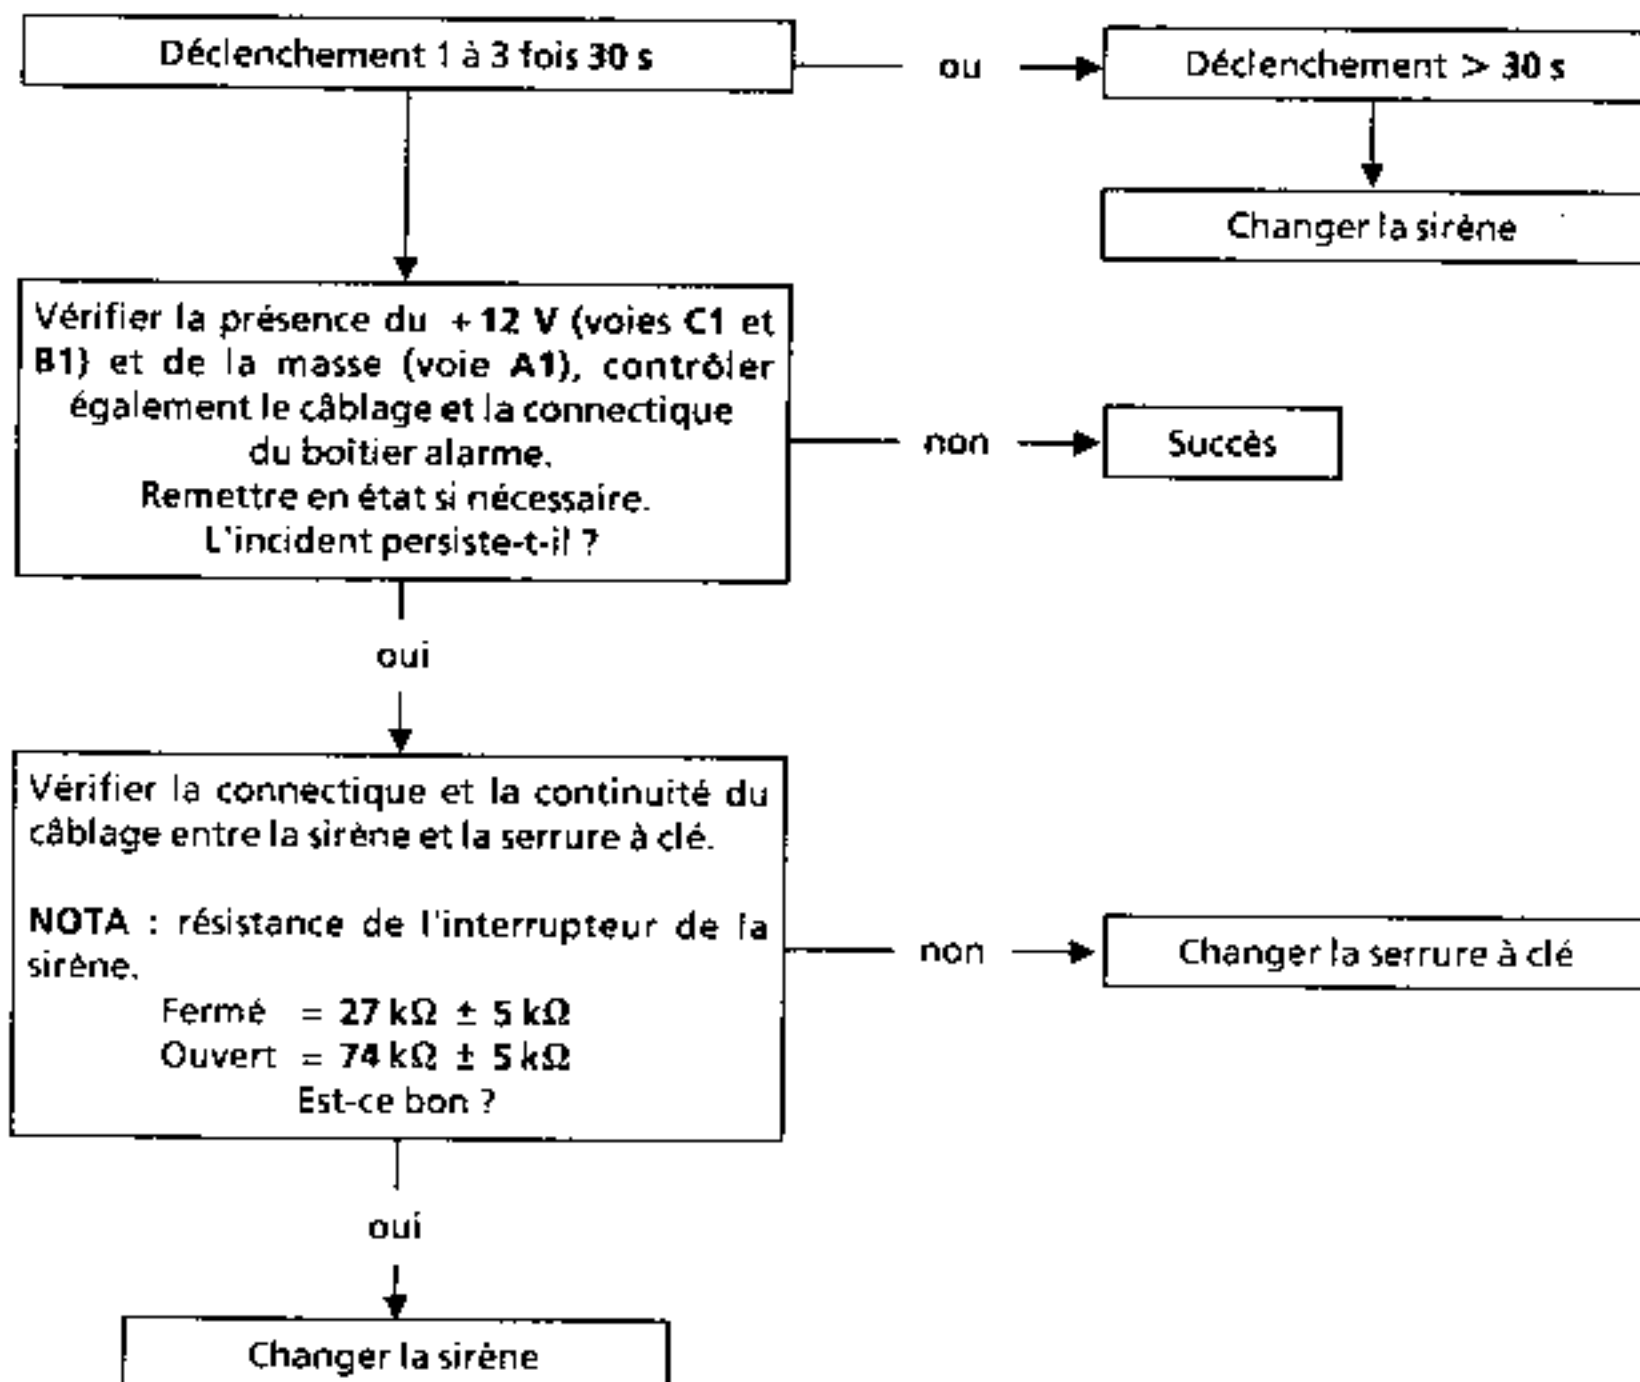 Déclenchement 1 à 3 fois 30 s
ou
Déclenchement > 30 s
Changer la sirène
Vérifier la présence du + 12 V (voies C1 et
B1) et de la masse (voie A1), contrôler
également le câblage et la connectique
du boîtier alarme.
Remettre en état si nécessaire.
L'incident persiste-t-il ?
non
Succès
oui
Vérifier la connectique et la continuité du
câblage entre la sirène et la serrure à clé.
NOTA : résistance de l'interrupteur de la
sirène.
Fermé = 27 kΩ ± 5 kΩ
Ouvert = 74 kΩ ± 5 kΩ
Est-ce bon ?
non
Changer la serrure à clé
oui
Changer la sirène